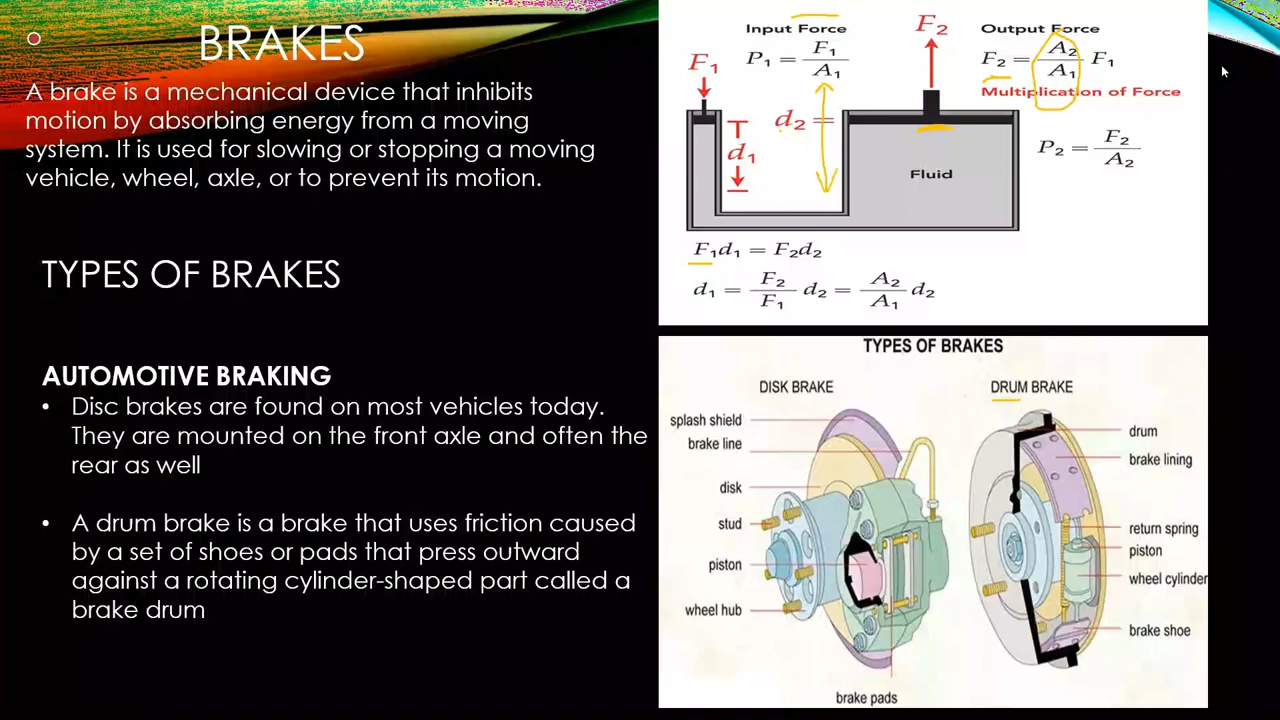 BRAKES
A brake is a mechanical device that inhibits
motion by absorbing energy from a moving
system. It is used for slowing or stopping a moving
vehicle, wheel, axle, or to prevent its motion.
TYPES OF BRAKES
AUTOMOTIVE BRAKING
• Disc brakes are found on most vehicles today.
They are mounted on the front axle and often the
rear as well
• A drum brake is a brake that uses friction caused
by a set of shoes or pads that press outward
against a rotating cylinder-shaped part called a
brake drum
Input Force
P₁ = F₁/A₁
F₁
d₁
d₂ =
F₂
Output Force
F₂ = A₂/A₁ F₁
Multiplication of Force
P₂ = F₂/A₂
Fluid
F₁d₁ = F₂d₂
d₁ = F₂/F₁ d₂ = A₂/A₁ d₂
TYPES OF BRAKES
DISK BRAKE
splash shield
brake line
disk
stud
piston
wheel hub
brake pads
DRUM BRAKE
drum
brake lining
return spring
piston
wheel cylinder
brake shoe